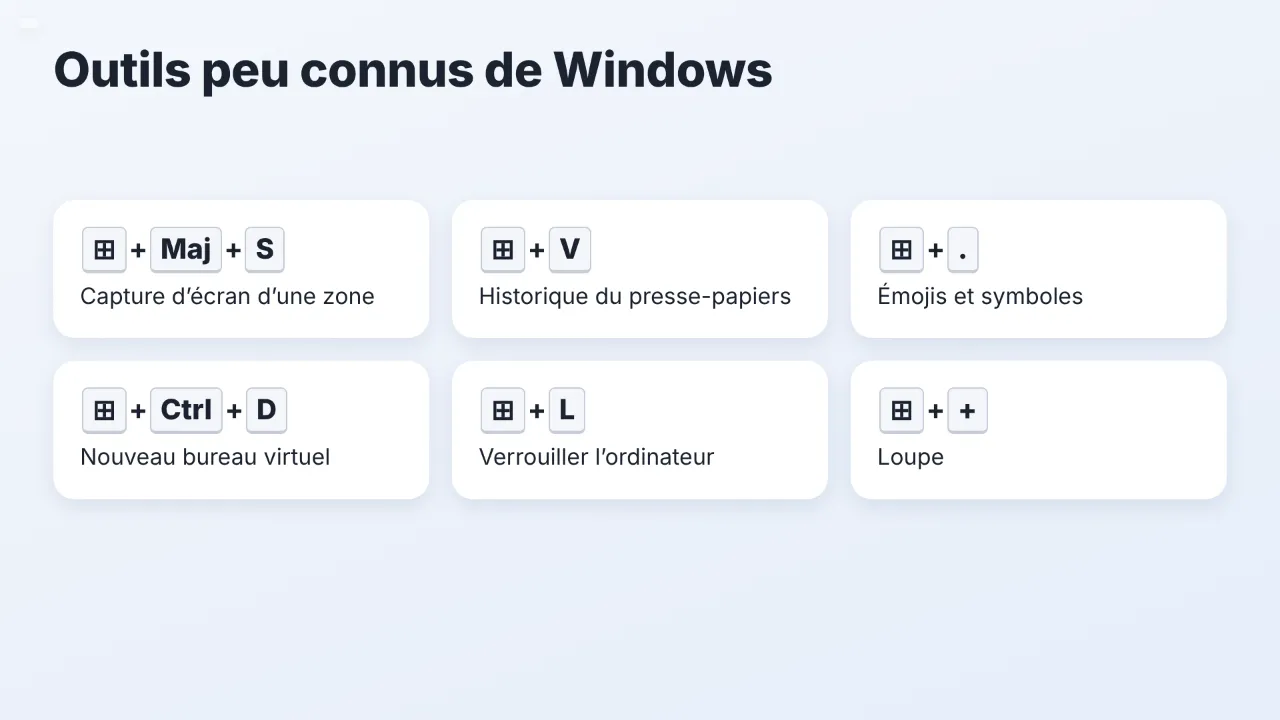 Outils peu connus de Windows
⊞ + Maj + S
Capture d’écran d’une zone
⊞ + V
Historique du presse-papiers
⊞ + .
Émojis et symboles
⊞ + Ctrl + D
Nouveau bureau virtuel
⊞ + L
Verrouiller l’ordinateur
⊞ + +
Loupe